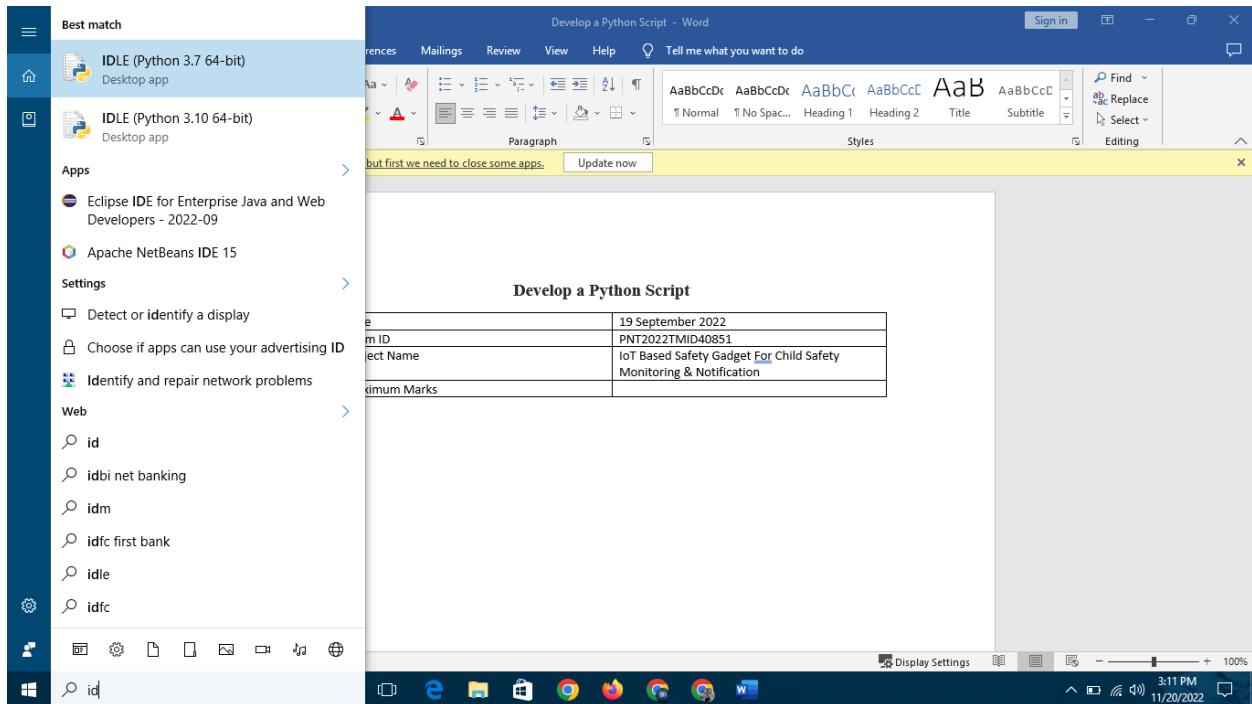 Best match
IDLE (Python 3.7 64-bit)
Desktop app
IDLE (Python 3.10 64-bit)
Desktop app
Apps
Eclipse IDE for Enterprise Java and Web
Developers - 2022-09
Apache NetBeans IDE 15
Settings
Detect or identify a display
Choose if apps can use your advertising ID
Identify and repair network problems
Web
id
idbi net banking
idm
idfc first bank
idle
idfc
id
Develop a Python Script - Word
Sign in
rences Mailings Review View Help Tell me what you want to do
Aa
AaBbCcDc AaBbCcDc AaBbC( AaBbCcE AaB AaBbCcD
¶ Normal ¶ No Spac... Heading 1 Heading 2 Title Subtitle
Find
Replace
Select
Paragraph Styles Editing
but first we need to close some apps. Update now
Develop a Python Script
e 19 September 2022
m ID PNT2022TMID40851
ject Name IoT Based Safety Gadget For Child Safety
Monitoring & Notification
ximum Marks
Display Settings 100%
3:11 PM
11/20/2022